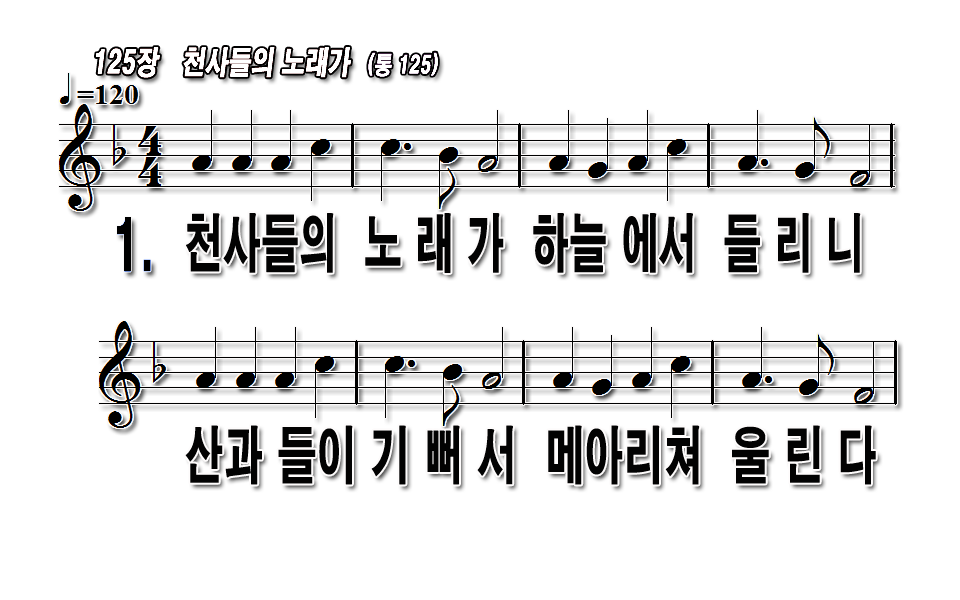 125장 천사들의 노래가 (통 125)
♩=120
4
4
1. 천사들의 노 래 가 하늘 에서 들 리 니
산과 들이 기 뻐 서 메아리쳐 울 린 다